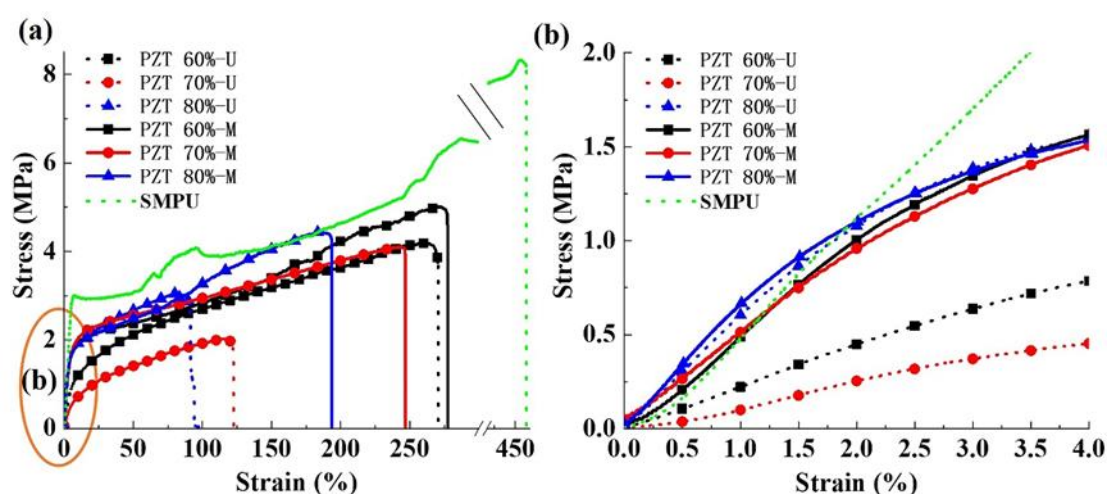 (a)
8
6
4
2
0
Stress (MPa)
PZT 60%-U
PZT 70%-U
PZT 80%-U
PZT 60%-M
PZT 70%-M
PZT 80%-M
SMPU
(b)
0 50 100 150 200 250 450
Strain (%)
(b)
2.0
1.5
1.0
0.5
0.0
Stress (MPa)
PZT 60%-U
PZT 70%-U
PZT 80%-U
PZT 60%-M
PZT 70%-M
PZT 80%-M
SMPU
0.0 0.5 1.0 1.5 2.0 2.5 3.0 3.5 4.0
Strain (%)